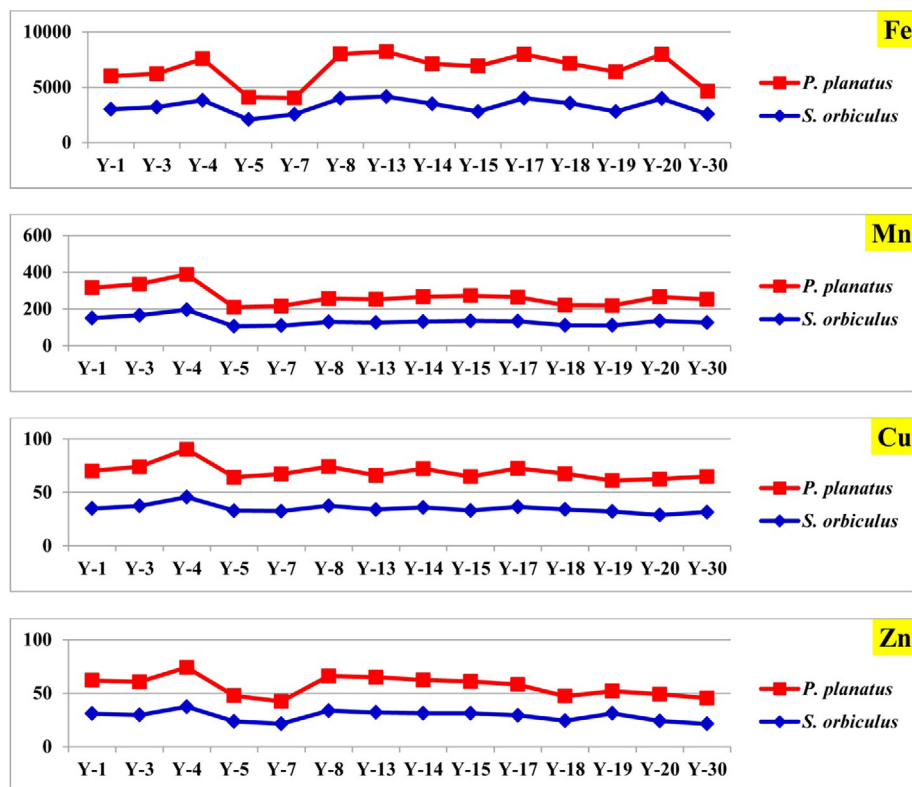 Fe
10000
5000
0
Y-1 Y-3 Y-4 Y-5 Y-7 Y-8 Y-13 Y-14 Y-15 Y-17 Y-18 Y-19 Y-20 Y-30
P. planatus
S. orbiculus
Mn
600
400
200
0
Y-1 Y-3 Y-4 Y-5 Y-7 Y-8 Y-13 Y-14 Y-15 Y-17 Y-18 Y-19 Y-20 Y-30
P. planatus
S. orbiculus
Cu
100
50
0
Y-1 Y-3 Y-4 Y-5 Y-7 Y-8 Y-13 Y-14 Y-15 Y-17 Y-18 Y-19 Y-20 Y-30
P. planatus
S. orbiculus
Zn
100
50
0
Y-1 Y-3 Y-4 Y-5 Y-7 Y-8 Y-13 Y-14 Y-15 Y-17 Y-18 Y-19 Y-20 Y-30
P. planatus
S. orbiculus